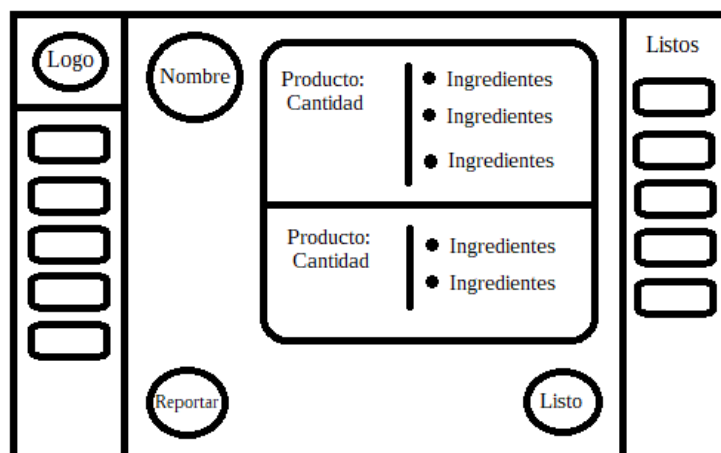 Logo
Nombre
Producto:
Cantidad
Ingredientes
Ingredientes
Ingredientes
Producto:
Cantidad
Ingredientes
Ingredientes
Reportar
Listo
Listos